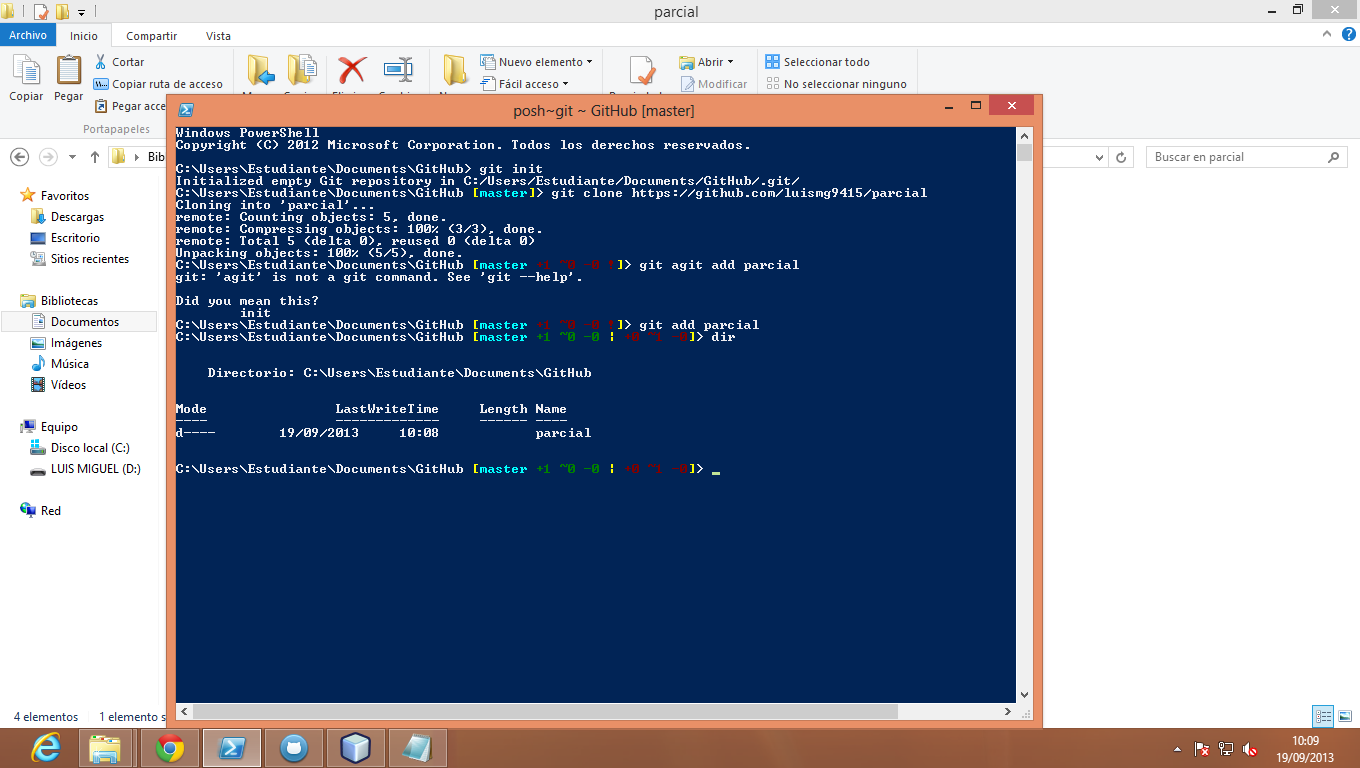 parcial
Archivo Inicio Compartir Vista
Copiar
Pegar
Cortar
Copiar ruta de acceso
Pegar acce
Portapapeles
Nuevo elemento
Fácil acceso
Abrir
Modificar
Seleccionar todo
No seleccionar ninguno
Bib
Buscar en parcial
Favoritos
Descargas
Escritorio
Sitios recientes
Bibliotecas
Documentos
Imágenes
Música
Vídeos
Equipo
Disco local (C:)
LUIS MIGUEL (D:)
Red
posh~git ~ GitHub [master]
Windows PowerShell
Copyright (C) 2012 Microsoft Corporation. Todos los derechos reservados.
C:\Users\Estudiante\Documents\GitHub> git init
Initialized empty Git repository in C:/Users/Estudiante/Documents/GitHub/.git/
C:\Users\Estudiante\Documents\GitHub [master]> git clone https://github.com/luismg9415/parcial
Cloning into 'parcial'...
remote: Counting objects: 5, done.
remote: Compressing objects: 100% (3/3), done.
remote: Total 5 (delta 0), reused 0 (delta 0)
Unpacking objects: 100% (5/5), done.
C:\Users\Estudiante\Documents\GitHub [master +1 ~0 -0 !]> git agit add parcial
git: 'agit' is not a git command. See 'git --help'.
Did you mean this?
init
C:\Users\Estudiante\Documents\GitHub [master +1 ~0 -0 !]> git add parcial
C:\Users\Estudiante\Documents\GitHub [master +1 ~0 -0 | +0 ~1 -0]> dir
Directorio: C:\Users\Estudiante\Documents\GitHub
Mode LastWriteTime Length Name
---- ------------- ------ ----
d---- 19/09/2013 10:08 parcial
C:\Users\Estudiante\Documents\GitHub [master +1 ~0 -0 | +0 ~1 -0]> _
4 elementos 1 elemento s
10:09
19/09/2013